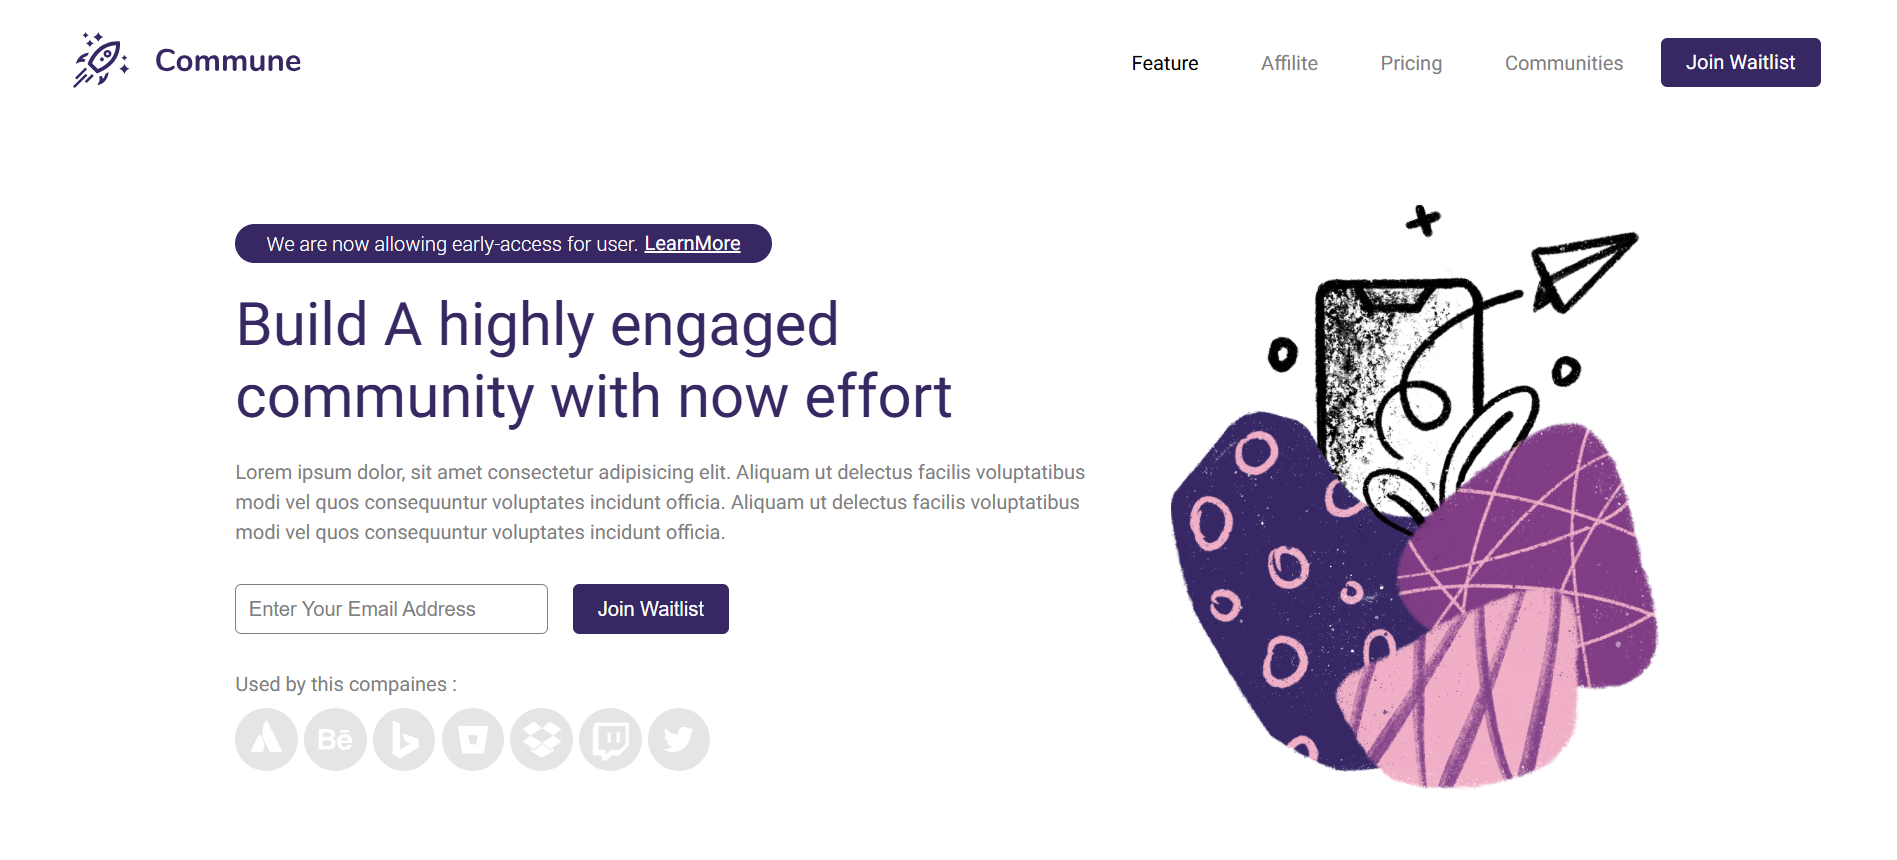 Commune
Feature Affilite Pricing Communities Join Waitlist
We are now allowing early-access for user. LearnMore
Build A highly engaged
community with now effort
Lorem ipsum dolor, sit amet consectetur adipisicing elit. Aliquam ut delectus facilis voluptatibus
modi vel quos consequuntur voluptates incidunt officia. Aliquam ut delectus facilis voluptatibus
modi vel quos consequuntur voluptates incidunt officia.
Enter Your Email Address Join Waitlist
Used by this compaines :
Bē